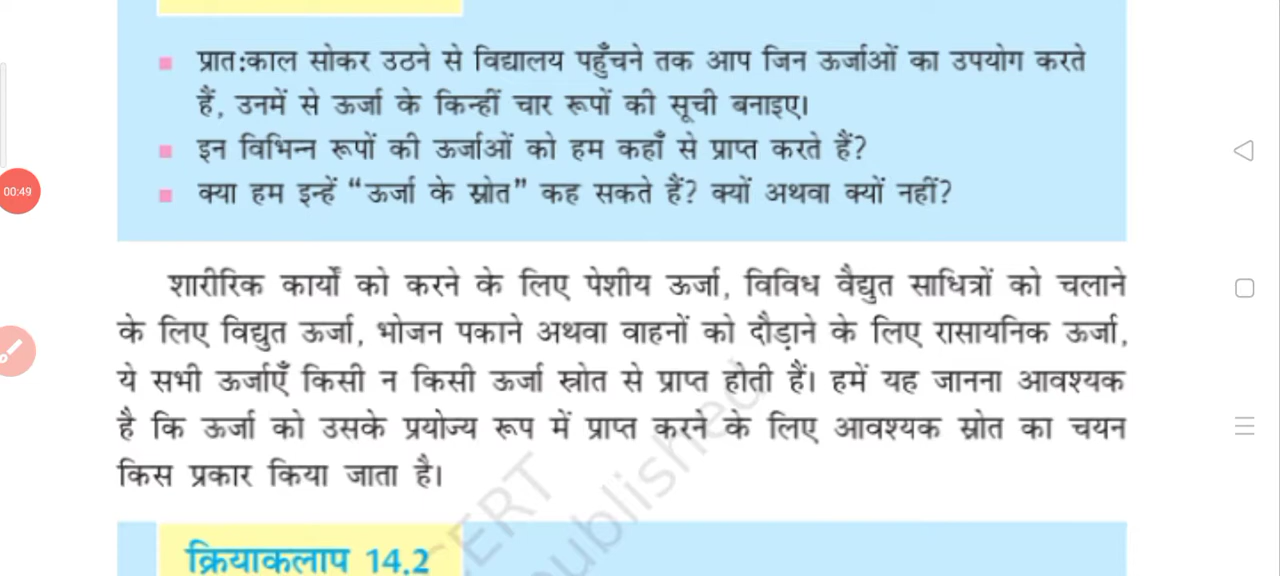 प्रात:काल सोकर उठने से विद्यालय पहुँचने तक आप जिन ऊर्जाओं का उपयोग करते
हैं, उनमें से ऊर्जा के किन्हीं चार रूपों की सूची बनाइए।
इन विभिन्न रूपों की ऊर्जाओं को हम कहाँ से प्राप्त करते हैं?
क्या हम इन्हें “ऊर्जा के स्रोत” कह सकते हैं? क्यों अथवा क्यों नहीं?
00:49
शारीरिक कार्यों को करने के लिए पेशीय ऊर्जा, विविध वैद्युत साधित्रों को चलाने
के लिए विद्युत ऊर्जा, भोजन पकाने अथवा वाहनों को दौड़ाने के लिए रासायनिक ऊर्जा,
ये सभी ऊर्जाएँ किसी न किसी ऊर्जा स्रोत से प्राप्त होती हैं। हमें यह जानना आवश्यक
है कि ऊर्जा को उसके प्रयोज्य रूप में प्राप्त करने के लिए आवश्यक स्रोत का चयन
किस प्रकार किया जाता है।
क्रियाकलाप 14.2